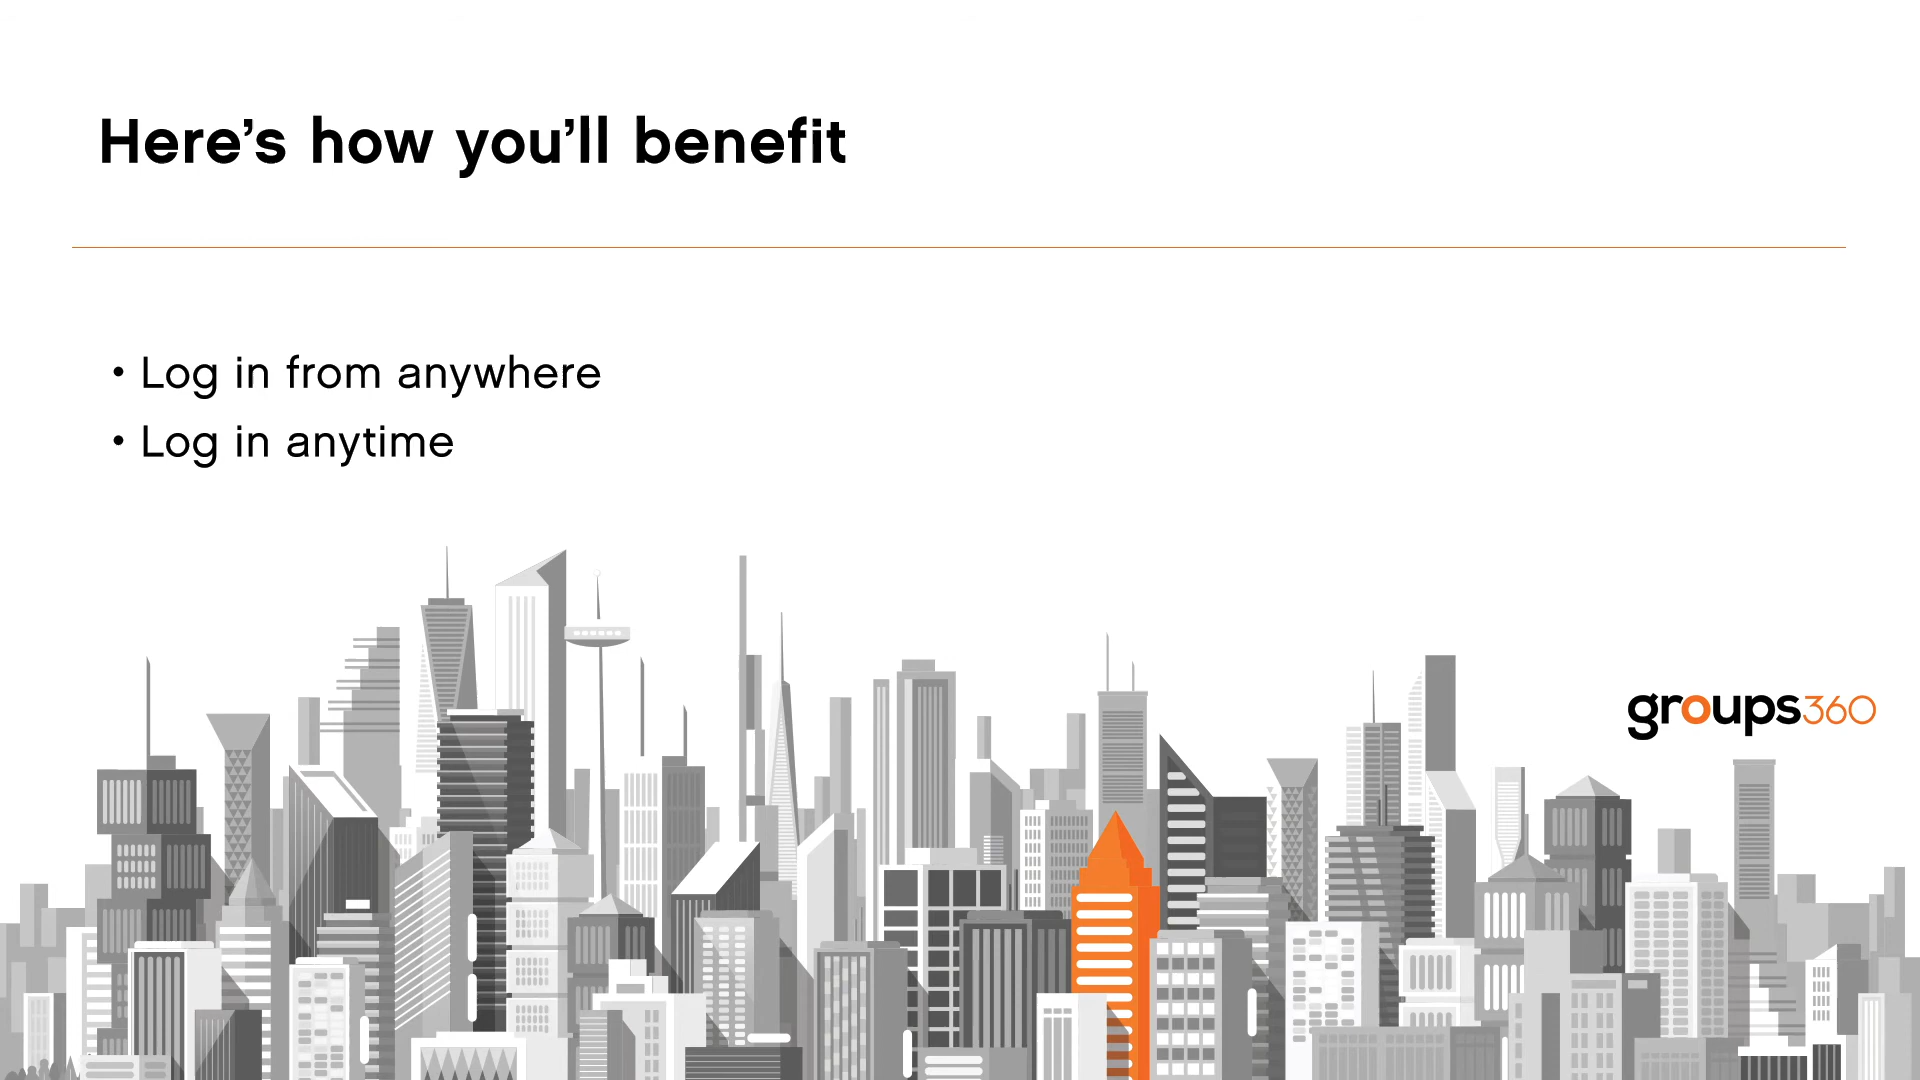 Here’s how you’ll benefit
• Log in from anywhere
• Log in anytime
groups360